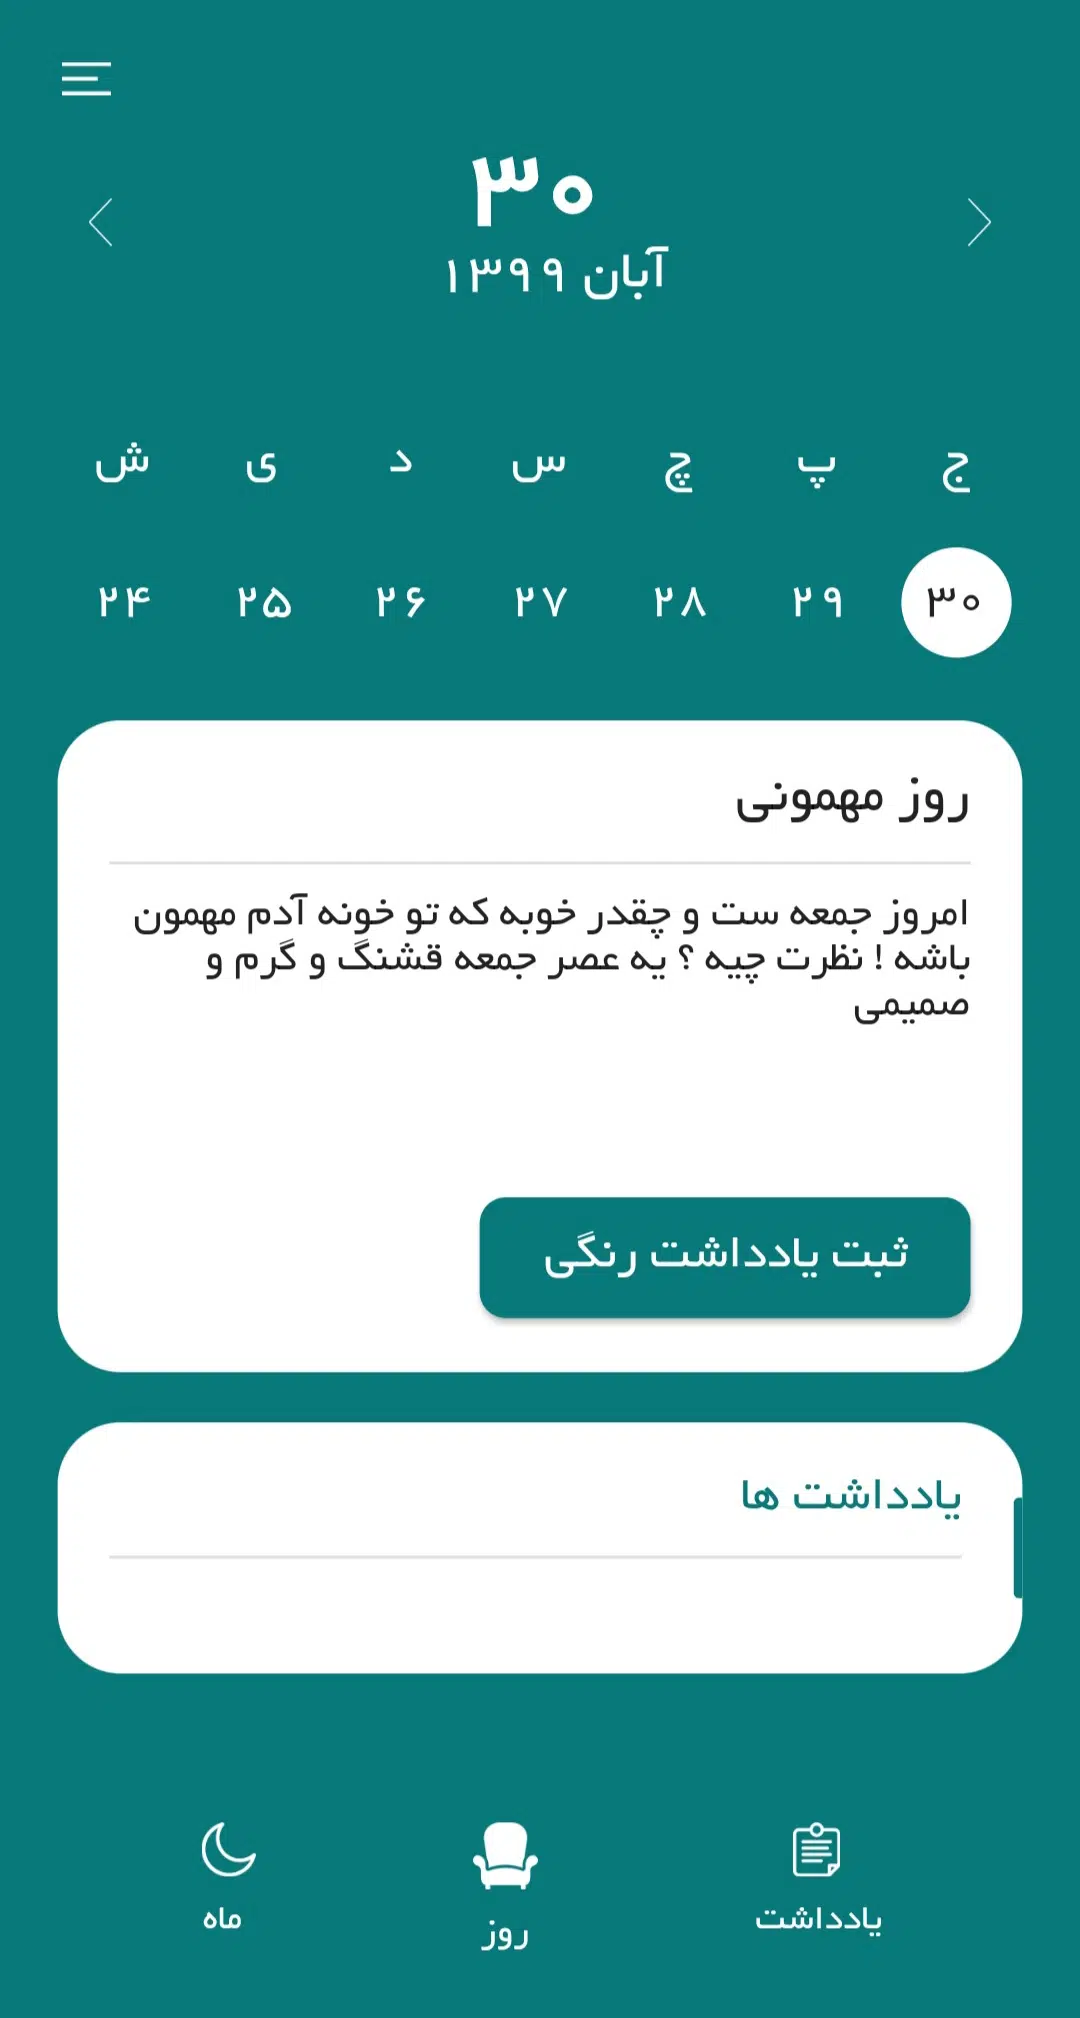 ۳۰
آبان ۱۳۹۹
ش ی د س چ پ ج
۲۴ ۲۵ ۲۶ ۲۷ ۲۸ ۲۹ ۳۰
روز مهمونی
امروز جمعه ست و چقدر خوبه که تو خونه آدم مهمون
باشه ! نظرت چیه ؟ یه عصر جمعه قشنگ و گرم و
صمیمی
ثبت یادداشت رنگی
یادداشت ها
یادداشت
روز
ماه